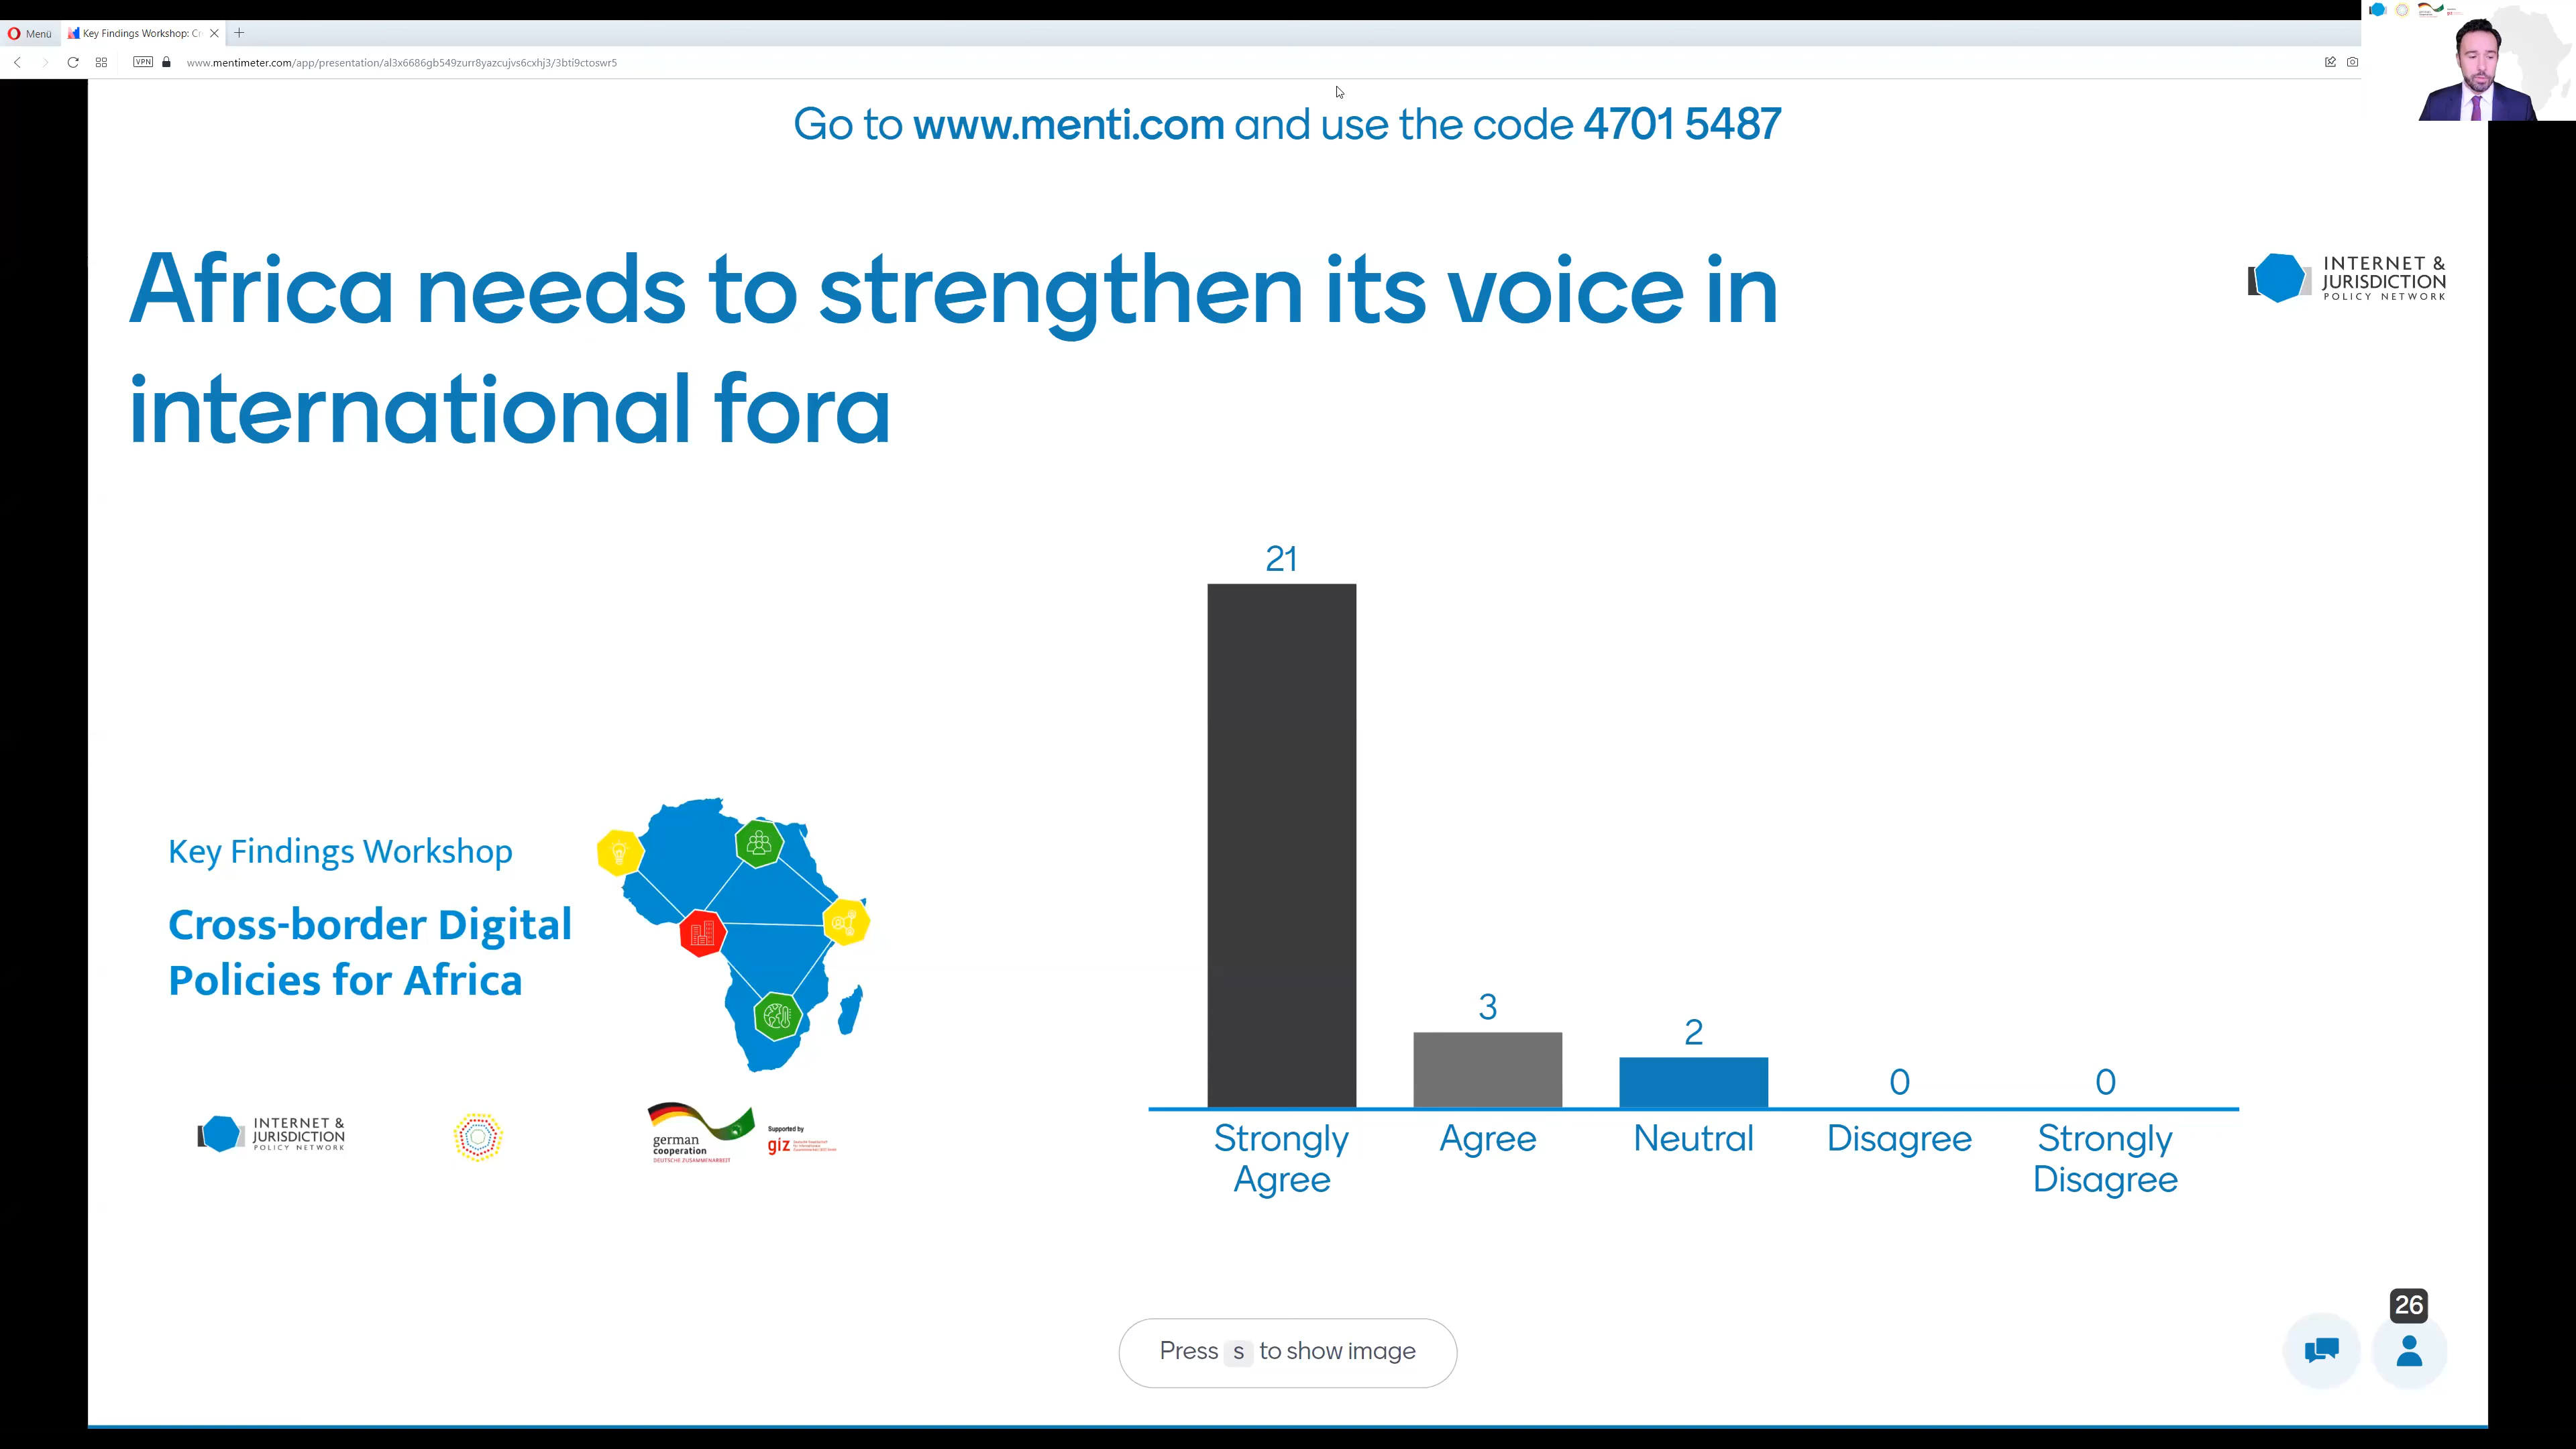 Menü
Key Findings Workshop: Cr
VPN
www.mentimeter.com/app/presentation/al3x6686gb549zurr8yazcujvs6cxhj3/3bti9ctoswr5
Go to www.menti.com and use the code 4701 5487
Africa needs to strengthen its voice in
international fora
INTERNET &
JURISDICTION
POLICY NETWORK
21
3
2
0
0
Strongly
Agree
Agree
Neutral
Disagree
Strongly
Disagree
Key Findings Workshop
Cross-border Digital
Policies for Africa
INTERNET &
JURISDICTION
POLICY NETWORK
german
cooperation
DEUTSCHE ZUSAMMENARBEIT
Supported by
giz
26
Press s to show image